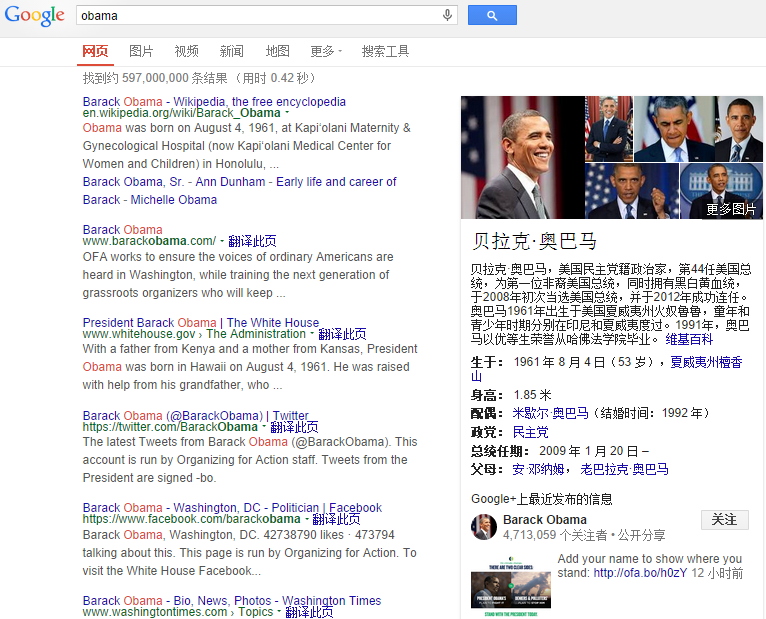 Google
obama
网页 图片 视频 新闻 地图 更多 搜索工具
找到约 597,000,000 条结果 （用时 0.42 秒）
Barack Obama - Wikipedia, the free encyclopedia
en.wikipedia.org/wiki/Barack_Obama
Obama was born on August 4, 1961, at Kapiʻolani Maternity &
Gynecological Hospital (now Kapiʻolani Medical Center for
Women and Children) in Honolulu, ...
Barack Obama, Sr. - Ann Dunham - Early life and career of
Barack - Michelle Obama
Barack Obama
www.barackobama.com/ - 翻译此页
OFA works to ensure the voices of ordinary Americans are
heard in Washington, while training the next generation of
grassroots organizers who will keep ...
President Barack Obama | The White House
www.whitehouse.gov › The Administration - 翻译此页
With a father from Kenya and a mother from Kansas, President
Obama was born in Hawaii on August 4, 1961. He was raised
with help from his grandfather, who ...
Barack Obama (@BarackObama) | Twitter
https://twitter.com/BarackObama - 翻译此页
The latest Tweets from Barack Obama (@BarackObama). This
account is run by Organizing for Action staff. Tweets from the
President are signed -bo.
Barack Obama - Washington, DC - Politician | Facebook
https://www.facebook.com/barackobama - 翻译此页
Barack Obama, Washington, DC. 42738790 likes · 473794
talking about this. This page is run by Organizing for Action. To
visit the White House Facebook...
Barack Obama - Bio, News, Photos - Washington Times
www.washingtontimes.com › Topics - 翻译此页
更多图片
贝拉克·奥巴马
贝拉克·奥巴马，美国民主党籍政治家，第44任美国总
统，为第一位非裔美国总统，同时拥有黑白黄血统，
于2008年初次当选美国总统，并于2012年成功连任。
奥巴马1961年出生于美国夏威夷州火奴鲁鲁，童年和
青少年时期分别在印尼和夏威夷度过。1991年，奥巴
马以优等生荣誉从哈佛法学院毕业。 维基百科
生于： 1961 年 8 月 4 日（53 岁），夏威夷州檀香
山
身高： 1.85 米
配偶： 米歇尔·奥巴马（结婚时间：1992 年）
政党： 民主党
总统任期： 2009 年 1 月 20 日 –
父母： 安·邓纳姆， 老巴拉克·奥巴马
Google+上最近发布的信息
Barack Obama
4,713,059 个关注者 • 公开分享
关注
Add your name to show where you
stand: http://ofa.bo/h0zY 12 小时前
THERE ARE TWO CLEAR SIDES
STAND WITH THE PRESIDENT TODAY